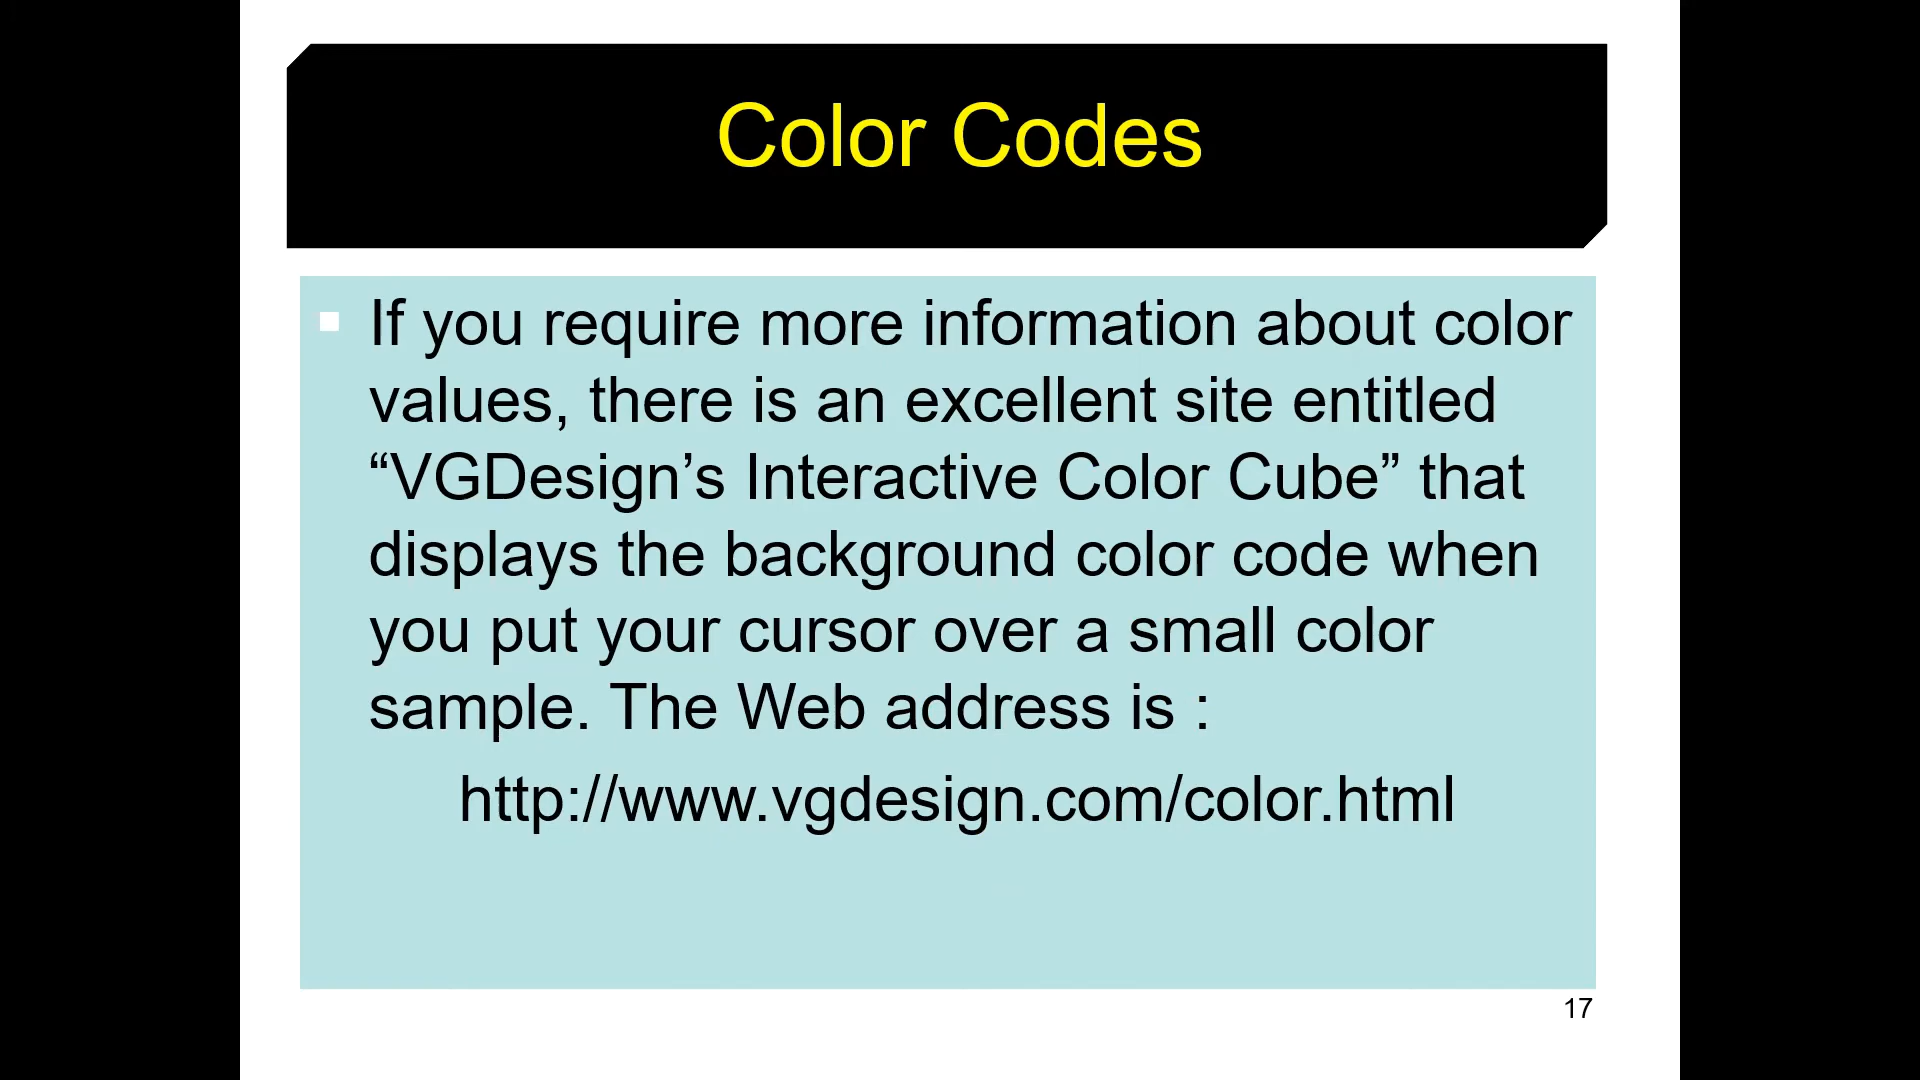 Color Codes
If you require more information about color
values, there is an excellent site entitled
“VGDesign’s Interactive Color Cube” that
displays the background color code when
you put your cursor over a small color
sample. The Web address is :
http://www.vgdesign.com/color.html
17